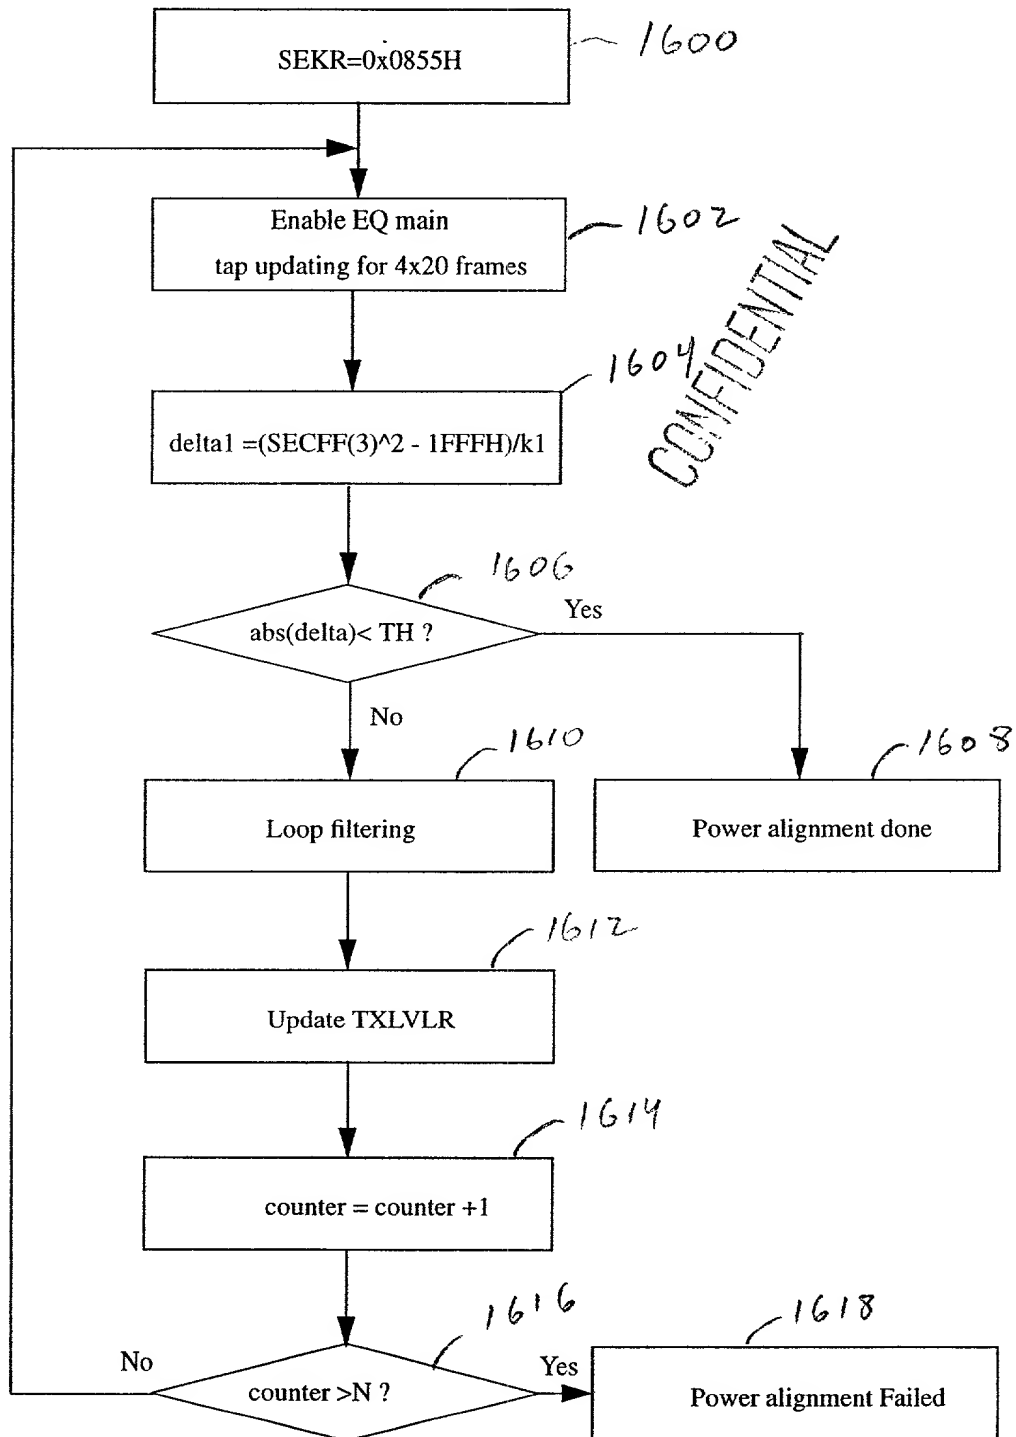 SEKR=0x0855H
1600
Enable EQ main
tap updating for 4x20 frames
1602
CONFIDENTIAL
1604
delta1 =(SECFF(3)^2 - 1FFFH)/k1
1606
abs(delta)< TH ?
Yes
No
1610
1608
Loop filtering
Power alignment done
1612
Update TXLVLR
1614
counter = counter +1
1616
1618
No
counter >N ?
Yes
Power alignment Failed